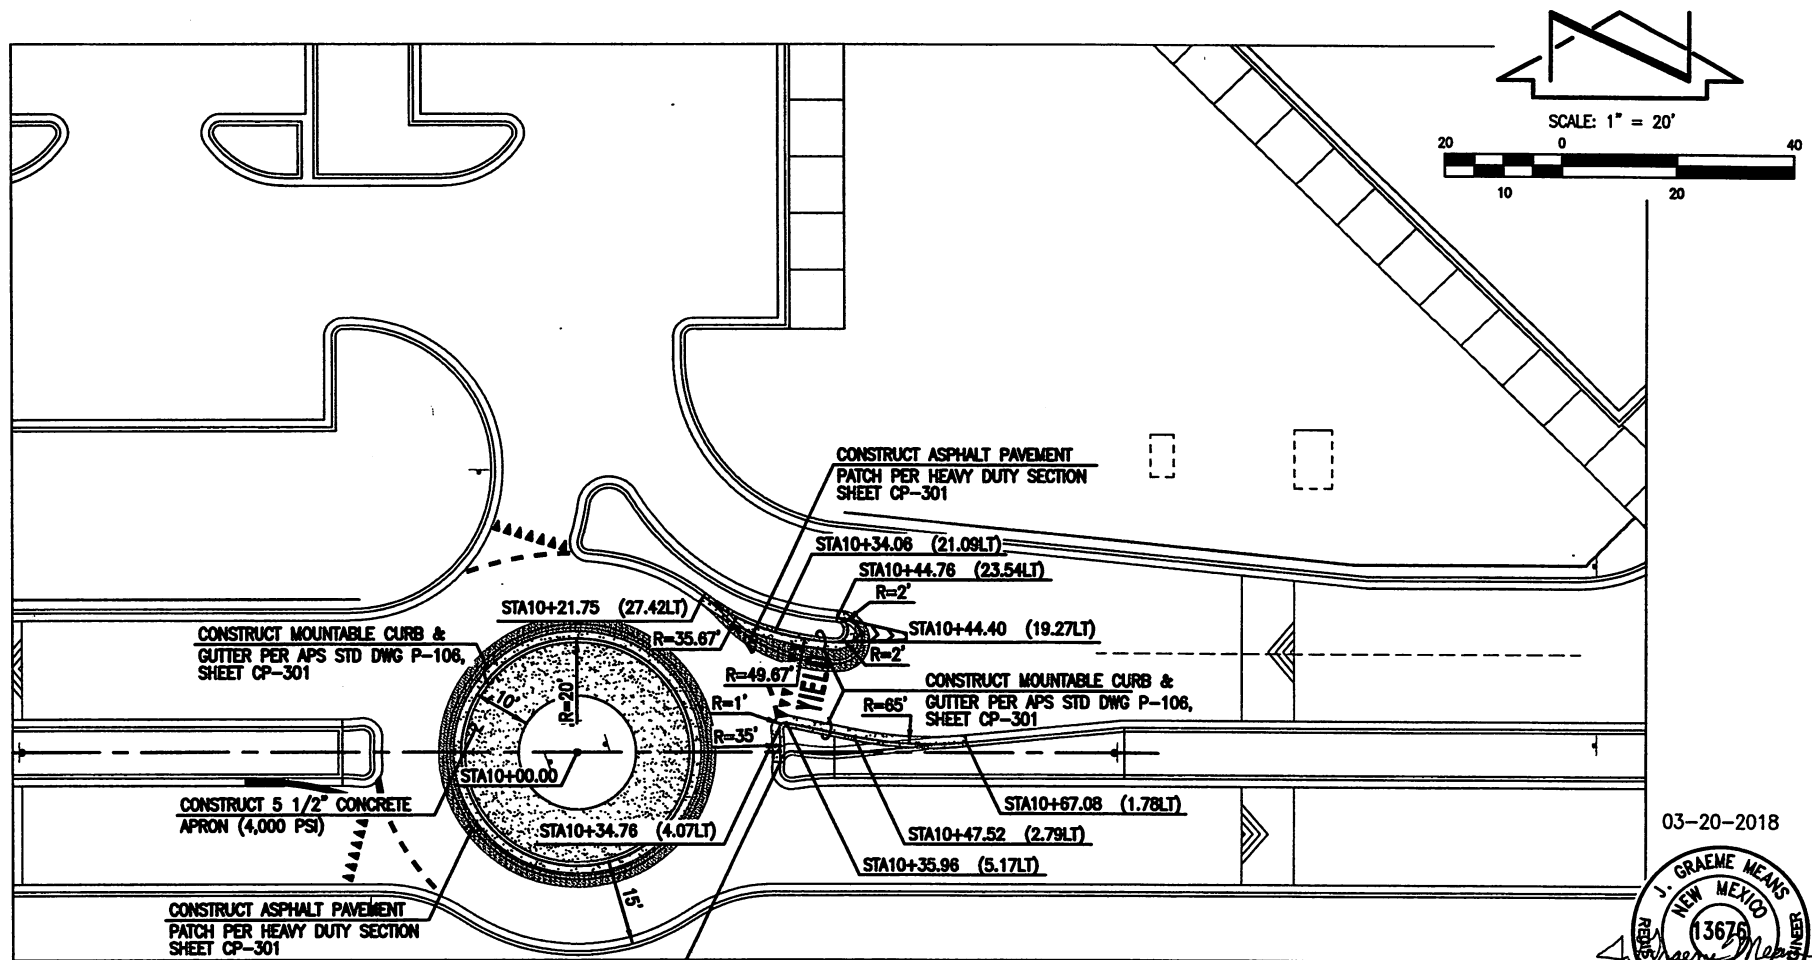 SCALE: 1" = 20'
20
0
40
10
20
CONSTRUCT ASPHALT PAVEMENT
PATCH PER HEAVY DUTY SECTION
SHEET CP-301
STA10+34.06 (21.09LT)
STA10+44.76 (23.54LT)
R=2'
STA10+21.75 (27.42LT)
STA10+44.40 (19.27LT)
CONSTRUCT MOUNTABLE CURB &
GUTTER PER APS STD DWG P-106,
SHEET CP-301
R=35.67'
R=2'
R=49.67'
YIELD
CONSTRUCT MOUNTABLE CURB &
GUTTER PER APS STD DWG P-106,
SHEET CP-301
10'
R=20'
R=1'
R=65'
R=35'
STA10+00.00
CONSTRUCT 5 1/2" CONCRETE
APRON (4,000 PSI)
STA10+67.08 (1.78LT)
STA10+34.76 (4.07LT)
STA10+47.52 (2.79LT)
STA10+35.96 (5.17LT)
15'
CONSTRUCT ASPHALT PAVEMENT
PATCH PER HEAVY DUTY SECTION
SHEET CP-301
03-20-2018
J. GRAEME MEANS
NEW MEXICO
13676